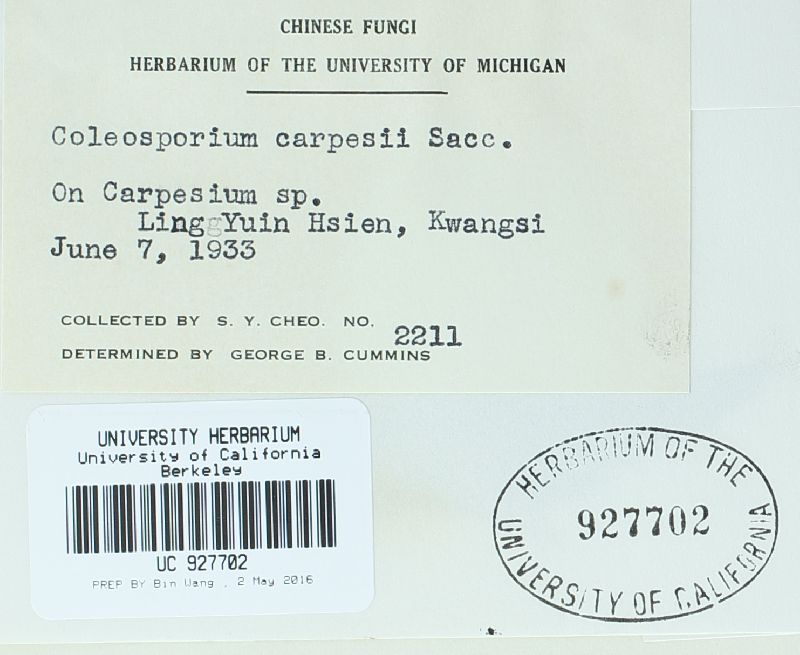 CHINESE FUNGI
HERBARIUM OF THE UNIVERSITY OF MICHIGAN
Coleosporium carpesii Sacc.
On Carpesium sp.
LinggYuin Hsien, Kwangsi
June 7, 1933
COLLECTED BY S. Y. CHEO. NO. 2211
DETERMINED BY GEORGE B. CUMMINS
UNIVERSITY HERBARIUM
University of California
Berkeley
UC 927702
PREP BY Bin Wang , 2 May 2016
HERBARIUM OF THE
927702
UNIVERSITY OF CALIFORNIA